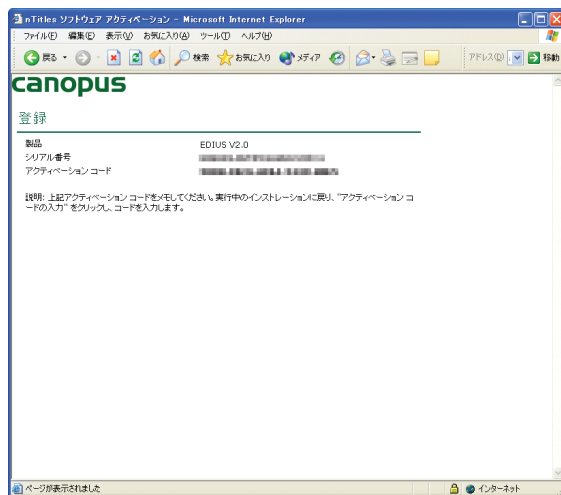 nTitles ソフトウェア アクティベーション - Microsoft Internet Explorer
ファイル(F) 編集(E) 表示(V) お気に入り(A) ツール(T) ヘルプ(H)
戻る 検索 お気に入り メディア アドレス(D) 移動
canopus
登録
製品 EDIUS V2.0
シリアル番号
アクティベーション コード
説明: 上記アクティベーション コードをメモしてください。実行中のインストレーションに戻り、"アクティベーション コ
ードの入力" をクリックし、コードを入力します。
ページが表示されました インターネット